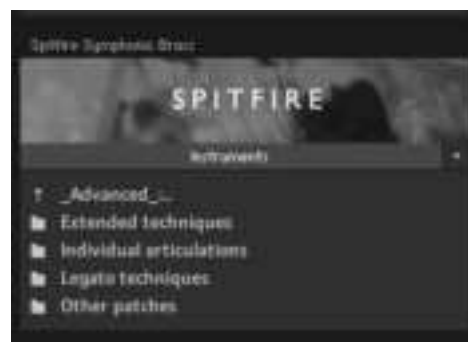 Spitfire Symphonic Brass
SPITFIRE
Instruments
↑ _Advanced_...
Extended techniques
Individual articulations
Legato techniques
Other patches